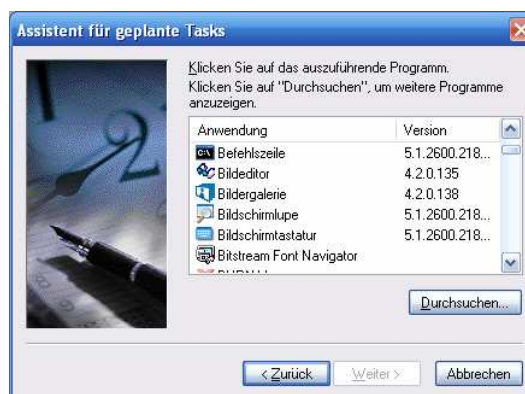 Assistent für geplante Tasks
Klicken Sie auf das auszuführende Programm.
Klicken Sie auf "Durchsuchen", um weitere Programme
anzuzeigen.
Anwendung Version
Befehlszeile 5.1.2600.218...
Bildeditor 4.2.0.135
Bildergalerie 4.2.0.138
Bildschirmlupe 5.1.2600.218...
Bildschirmtastatur 5.1.2600.218...
Bitstream Font Navigator
Durchsuchen...
< Zurück Weiter > Abbrechen